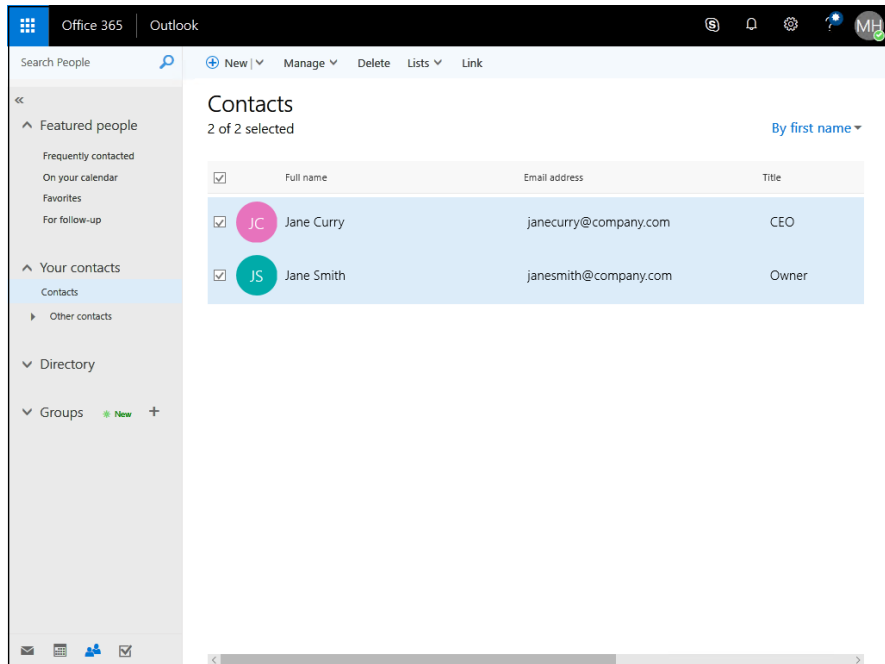 Office 365 Outlook MH
Search People New Manage Delete Lists Link
Contacts
2 of 2 selected
By first name
Featured people
Frequently contacted
On your calendar
Favorites
For follow-up
Your contacts
Contacts
Other contacts
Directory
Groups New
Full name Email address Title
JC Jane Curry janecurry@company.com CEO
JS Jane Smith janesmith@company.com Owner